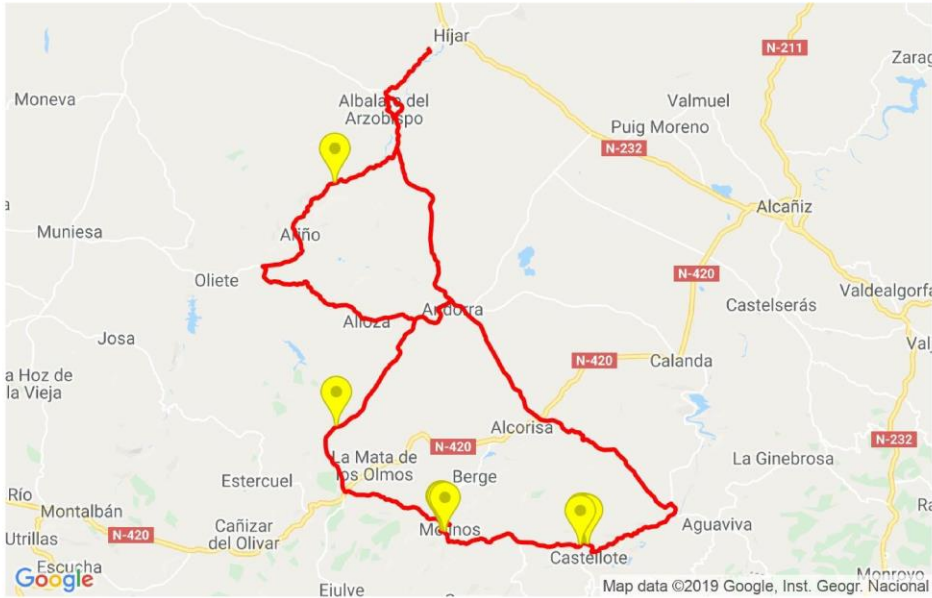 Híjar
N-211
Zarag
Moneva
Albalate del
Arzobispo
Valmuel
Puig Moreno
N-232
a
Alcañiz
Muniesa
Ariño
Oliete
N-420
Castelserás
Valdealgorfa
Andorra
Alloza
Josa
Valj
N-420
Calanda
a Hoz de
la Vieja
Alcorisa
N-232
N-420
La Mata de
los Olmos
Berge
La Ginebrosa
Estercuel
Río
Montalbán
Ra
Cañizar
del Olivar
Molinos
Aguaviva
N-420
Utrillas
Escucha
Castellote
Monroyo
Google
Ejulve
Map data ©2019 Google, Inst. Geogr. Nacional